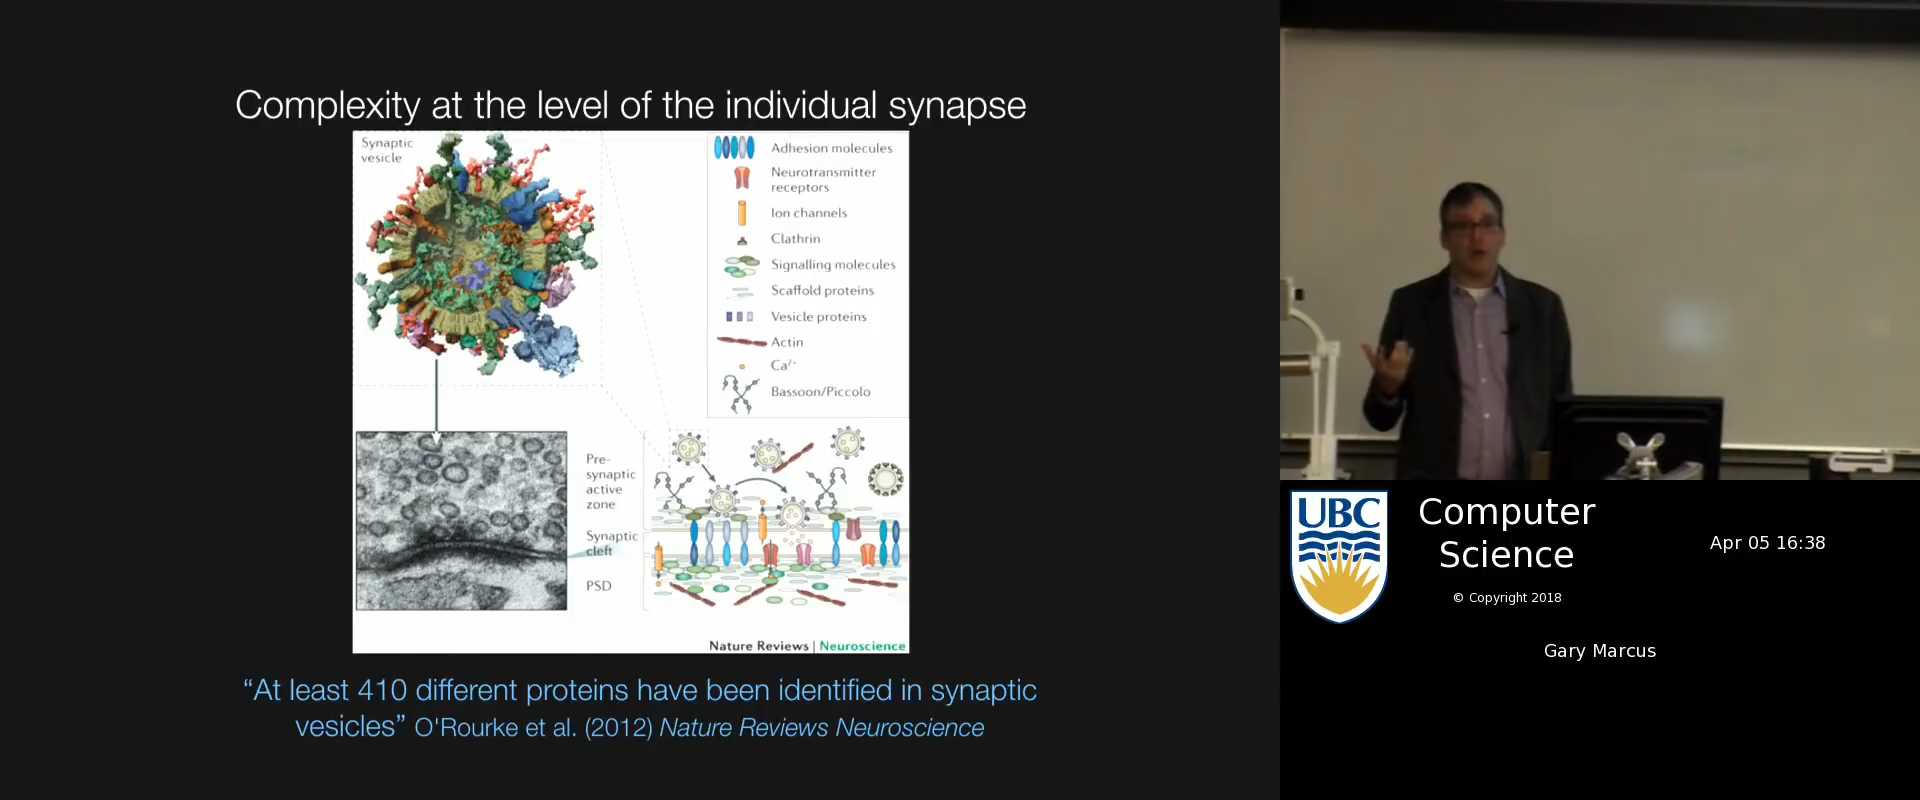 Complexity at the level of the individual synapse
Synaptic
vesicle
Adhesion molecules
Neurotransmitter
receptors
Ion channels
Clathrin
Signalling molecules
Scaffold proteins
Vesicle proteins
Actin
Ca²⁺
Bassoon/Piccolo
Pre-
synaptic
active
zone
Synaptic
cleft
PSD
Nature Reviews | Neuroscience
“At least 410 different proteins have been identified in synaptic
vesicles” O'Rourke et al. (2012) Nature Reviews Neuroscience
UBC
Computer
Science
© Copyright 2018
Apr 05 16:38
Gary Marcus